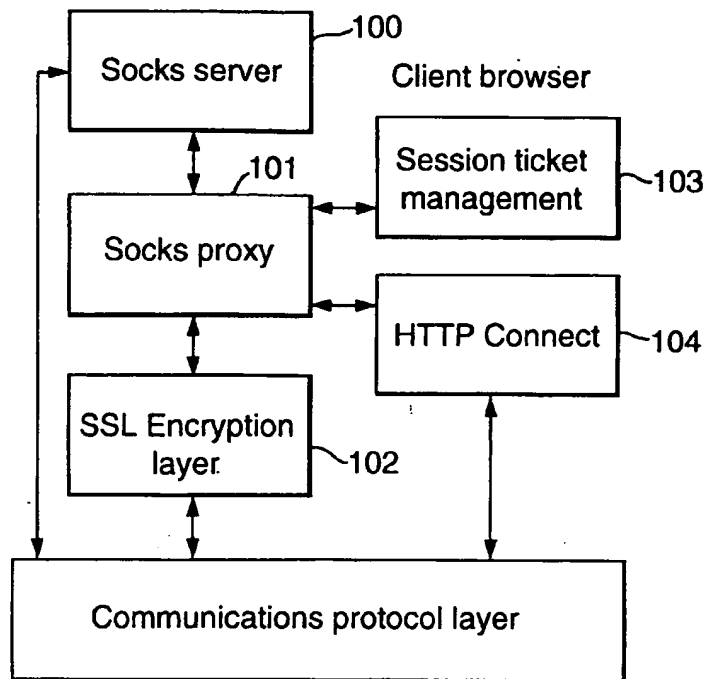 100
Socks server
Client browser
101
Session ticket
management
103
Socks proxy
HTTP Connect
104
SSL Encryption
layer
102
Communications protocol layer